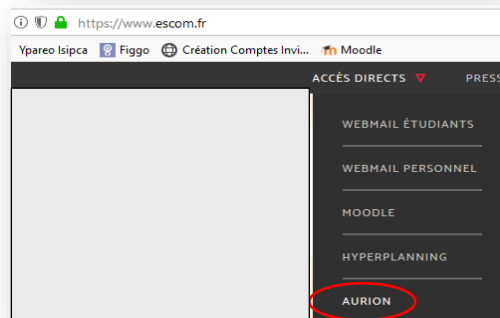 https://www.escom.fr
Ypareo Isipca Figgo Création Comptes Invi... Moodle
ACCÈS DIRECTS PRESS
WEBMAIL ÉTUDIANTS
WEBMAIL PERSONNEL
MOODLE
HYPERPLANNING
AURION